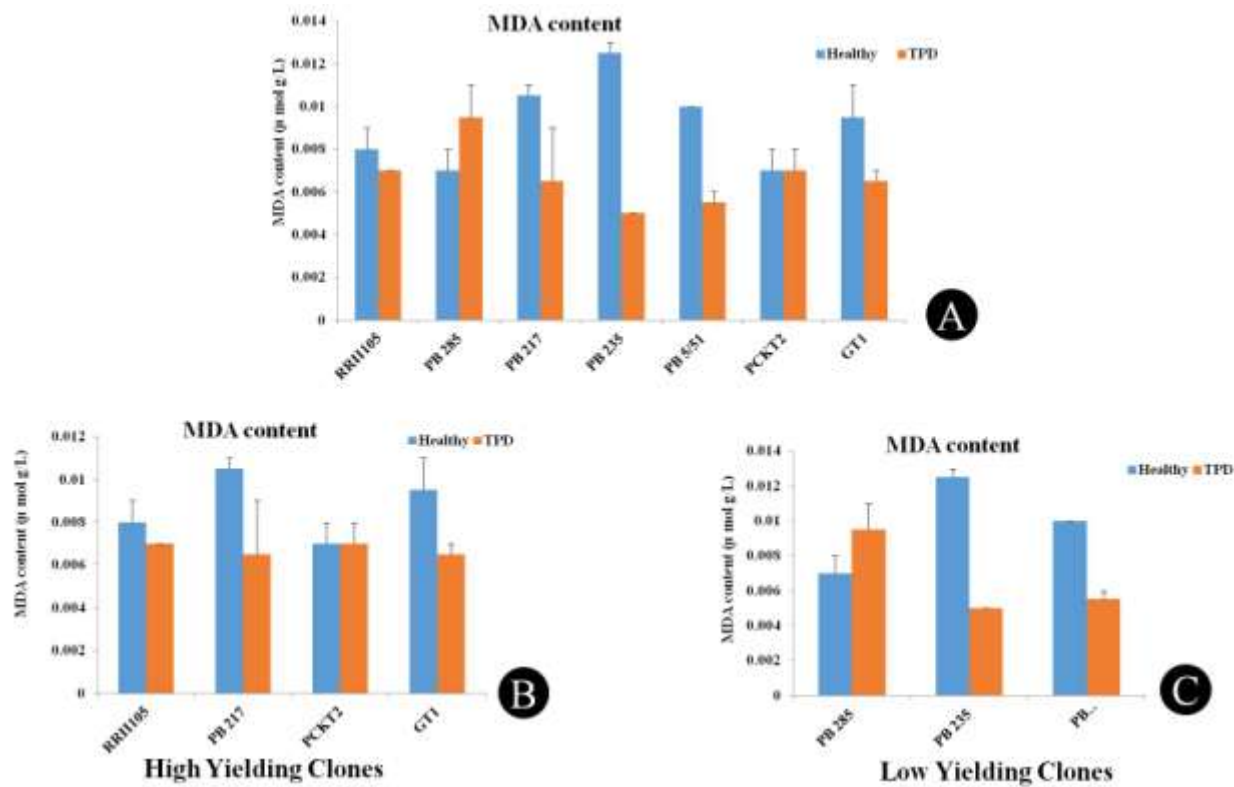 MDA content
Healthy TPD
MDA content (µ mol g/L)
0.014
0.012
0.01
0.008
0.006
0.004
0.002
0
RRII105 PB 285 PB 217 PB 235 PB 5/51 PCKT2 GT1
A
MDA content
Healthy TPD
MDA content (µ mol g/L)
0.012
0.01
0.008
0.006
0.004
0.002
0
RRII105 PB 217 PCKT2 GT1
B
High Yielding Clones
MDA content
Healthy TPD
MDA content (µ mol g/L)
0.014
0.012
0.01
0.008
0.006
0.004
0.002
0
PB 285 PB 235 PB...
C
Low Yielding Clones